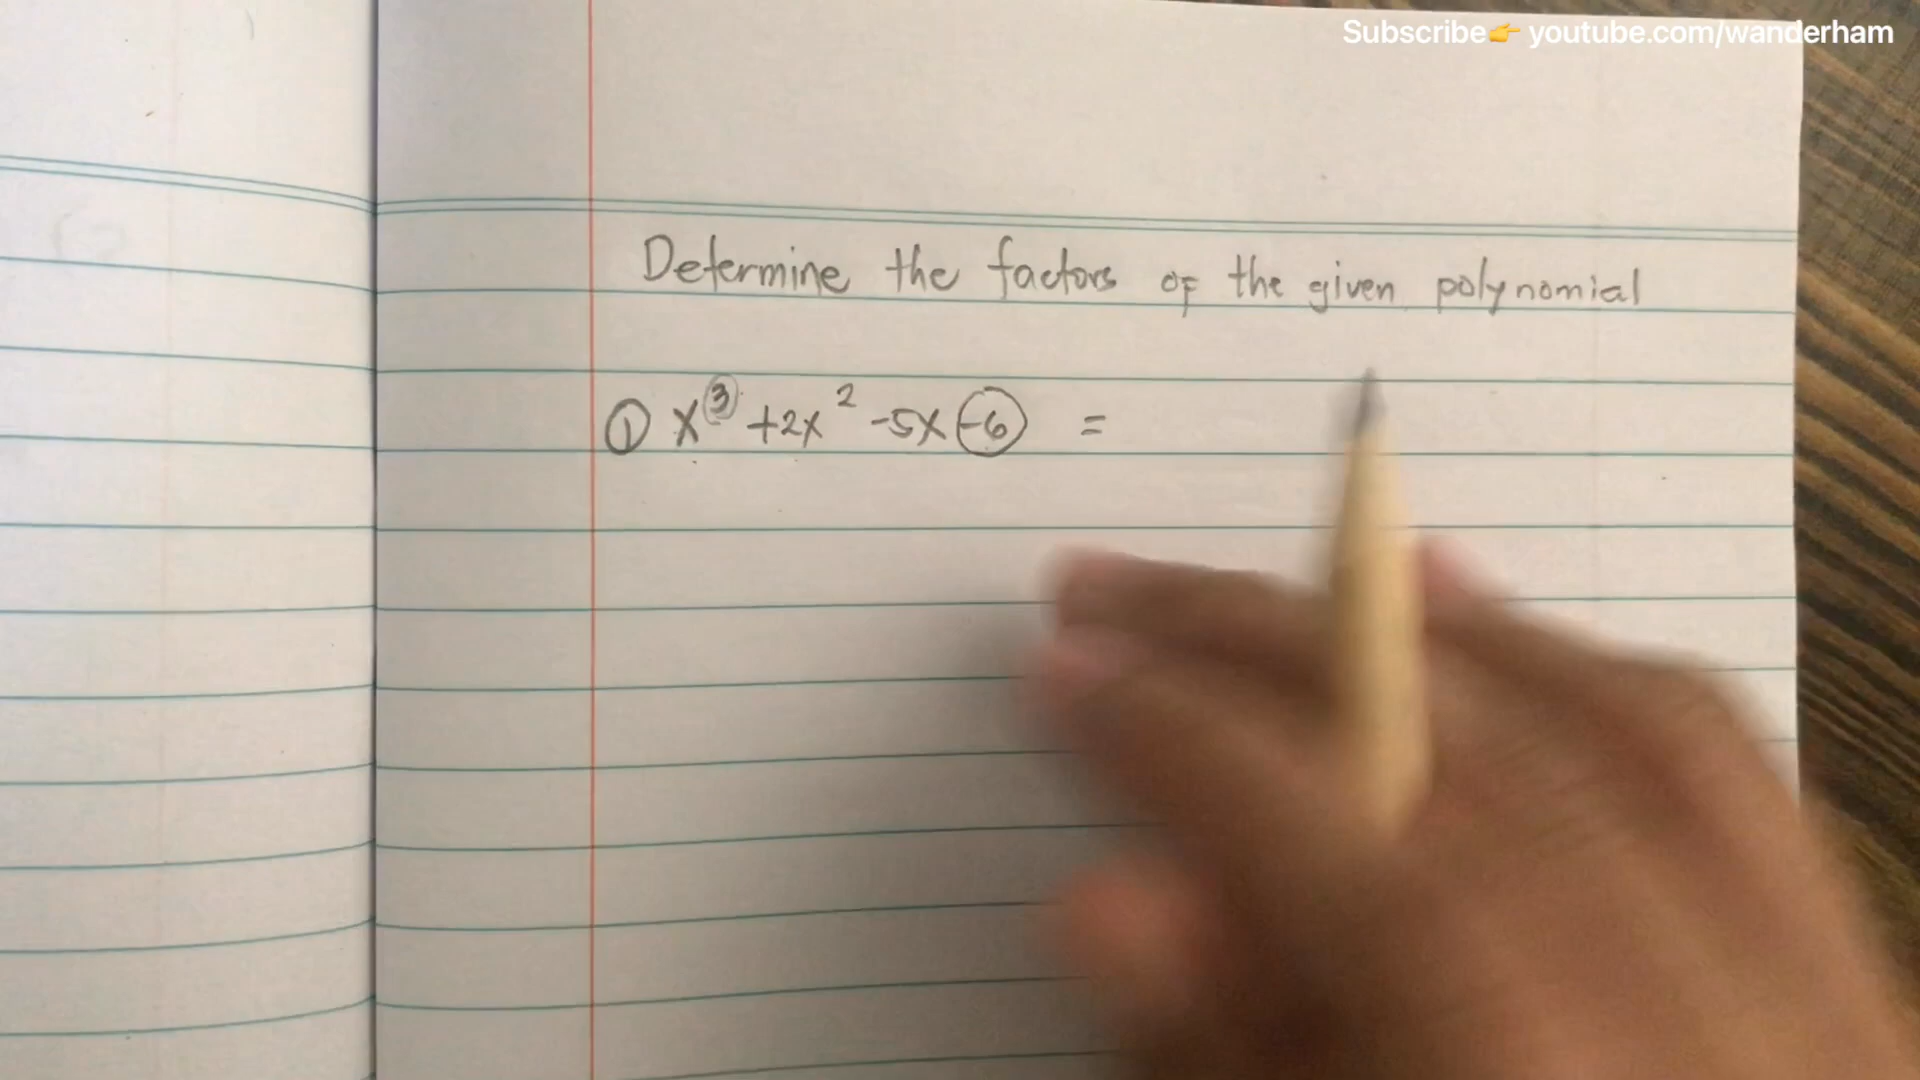 Subscribe👉 youtube.com/wanderham
Determine the factors of the given polynomial
① x³ + 2x² - 5x - 6 =